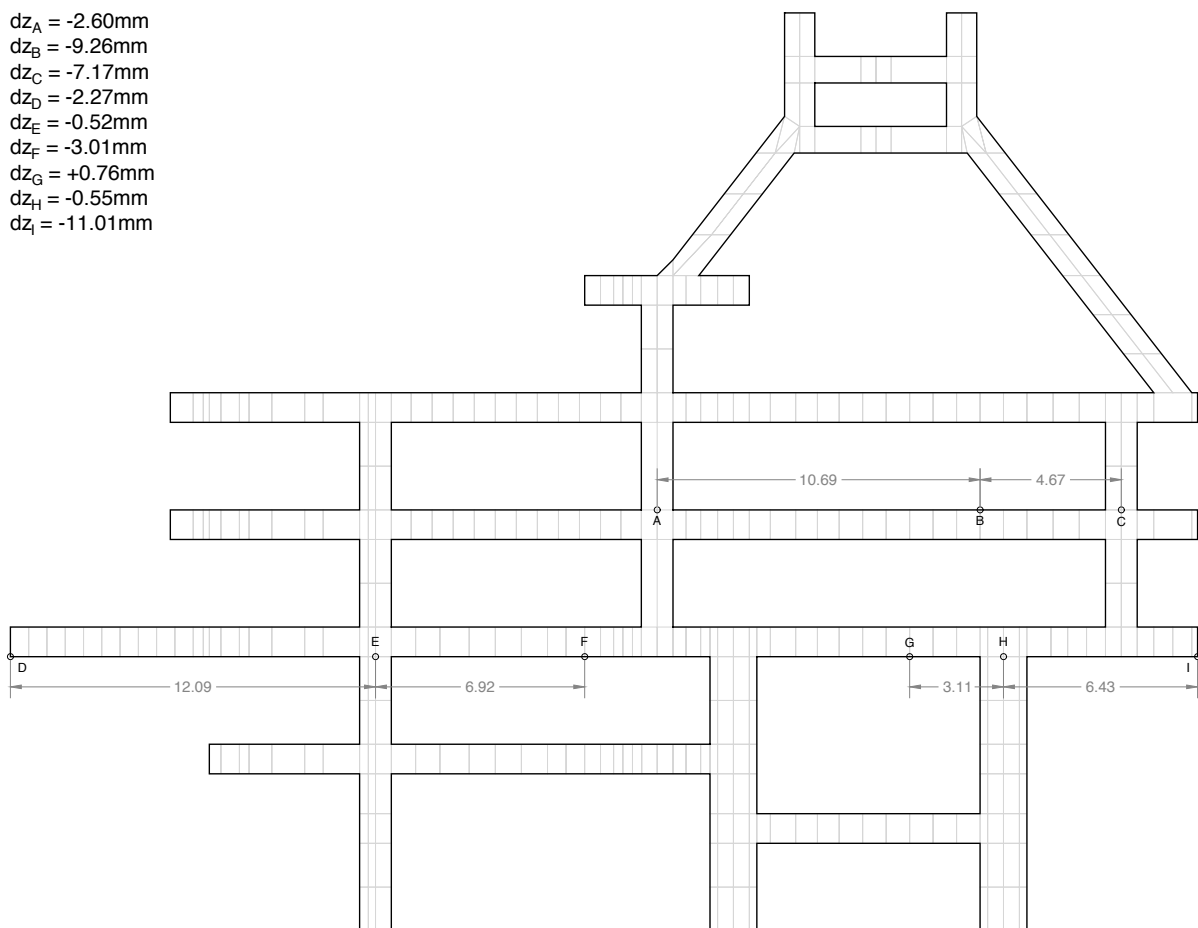 dzA = -2.60mm
dzB = -9.26mm
dzC = -7.17mm
dzD = -2.27mm
dzE = -0.52mm
dzF = -3.01mm
dzG = +0.76mm
dzH = -0.55mm
dzI = -11.01mm
10.69 4.67
A B C
E F G H
D I
12.09 6.92 3.11 6.43